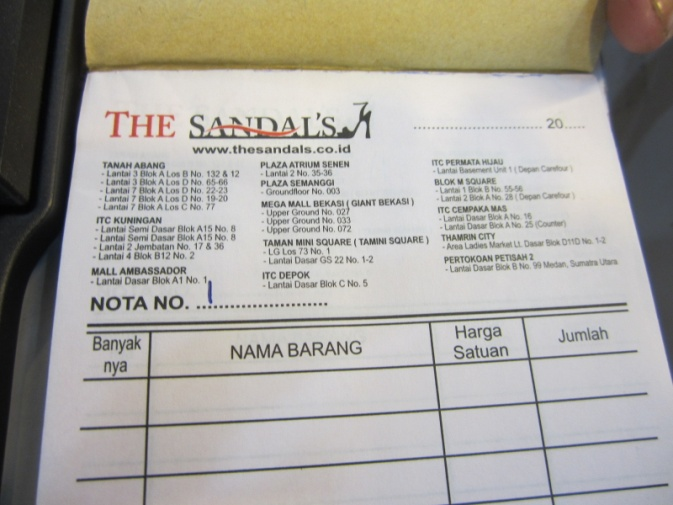 THE SANDAL'S
.......... 20.....
www.thesandals.co.id
TANAH ABANG
- Lantai 3 Blok A Los B No. 132 & 12
- Lantai 3 Blok A Los D No. 65-66
- Lantai 7 Blok A Los D No. 22-23
- Lantai 7 Blok A Los D No. 19-20
- Lantai 7 Blok A Los C No. 77
ITC KUNINGAN
- Lantai Semi Dasar Blok A15 No. 8
- Lantai Semi Dasar Blok A15 No. 8
- Lantai 2 Jembatan No. 17 & 36
- Lantai 4 Blok B12 No. 2
MALL AMBASSADOR
- Lantai Dasar Blok A1 No. 1
PLAZA ATRIUM SENEN
- Lantai 2 No. 35-36
PLAZA SEMANGGI
- Groundfloor No. 003
MEGA MALL BEKASI ( GIANT BEKASI )
- Upper Ground No. 027
- Upper Ground No. 033
- Upper Ground No. 072
TAMAN MINI SQUARE ( TAMINI SQUARE )
- LG Los 73 No. 1
- Lantai Dasar GS 22 No. 1-2
ITC DEPOK
- Lantai Dasar Blok C No. 5
ITC PERMATA HIJAU
- Lantai Basement Unit 1 ( Depan Carefour )
BLOK M SQUARE
- Lantai 1 Blok B No. 55-56
- Lantai 2 Blok A No. 28 ( Depan Carefour )
ITC CEMPAKA MAS
- Lantai Dasar Blok A No. 16
- Lantai Dasar Blok A No. 25 (Counter)
THAMRIN CITY
- Area Ladies Market Lt. Dasar Blok D11D No. 1-2
PERTOKOAN PETISAH 2
- Lantai Dasar Blok B No. 99 Medan, Sumatra Utara
NOTA NO. ..........
Banyak nya
NAMA BARANG
Harga Satuan
Jumlah